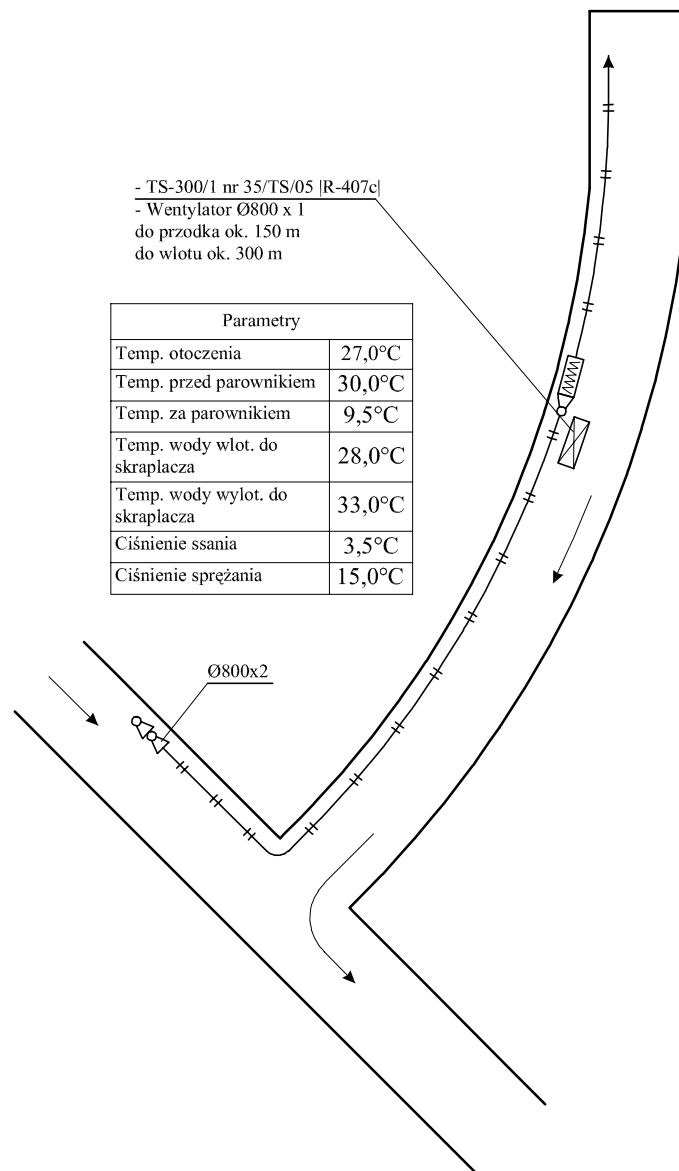 - TS-300/1 nr 35/TS/05 |R-407c|
- Wentylator Ø800 x 1
do przodka ok. 150 m
do wlotu ok. 300 m
Parametry
Temp. otoczenia 27,0°C
Temp. przed parownikiem 30,0°C
Temp. za parownikiem 9,5°C
Temp. wody wlot. do
skraplacza 28,0°C
Temp. wody wylot. do
skraplacza 33,0°C
Ciśnienie ssania 3,5°C
Ciśnienie sprężania 15,0°C
Ø800x2